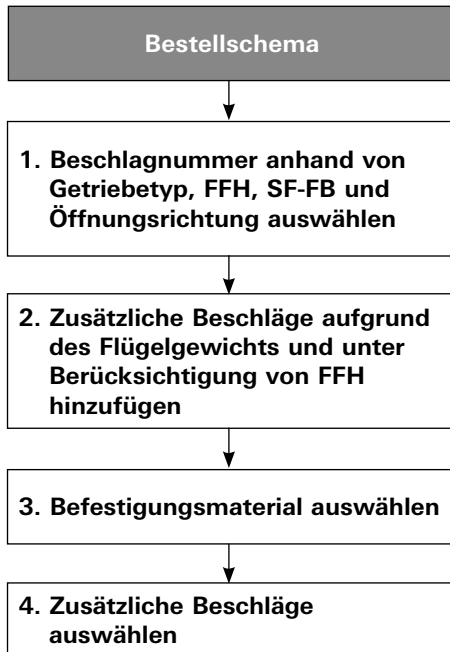 Bestellschema
1. Beschlagnummer anhand von
Getriebetyp, FFH, SF-FB und
Öffnungsrichtung auswählen
2. Zusätzliche Beschläge aufgrund
des Flügelgewichts und unter
Berücksichtigung von FFH
hinzufügen
3. Befestigungsmaterial auswählen
4. Zusätzliche Beschläge
auswählen